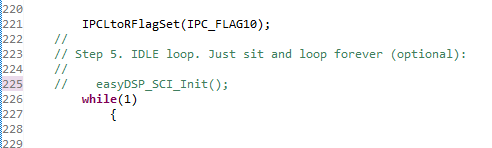 220
221 IPCLtoRFlagSet(IPC_FLAG10);
222 //
223 // Step 5. IDLE loop. Just sit and loop forever (optional):
224 //
225 // easyDSP_SCI_Init();
226 while(1)
227 {
228
229